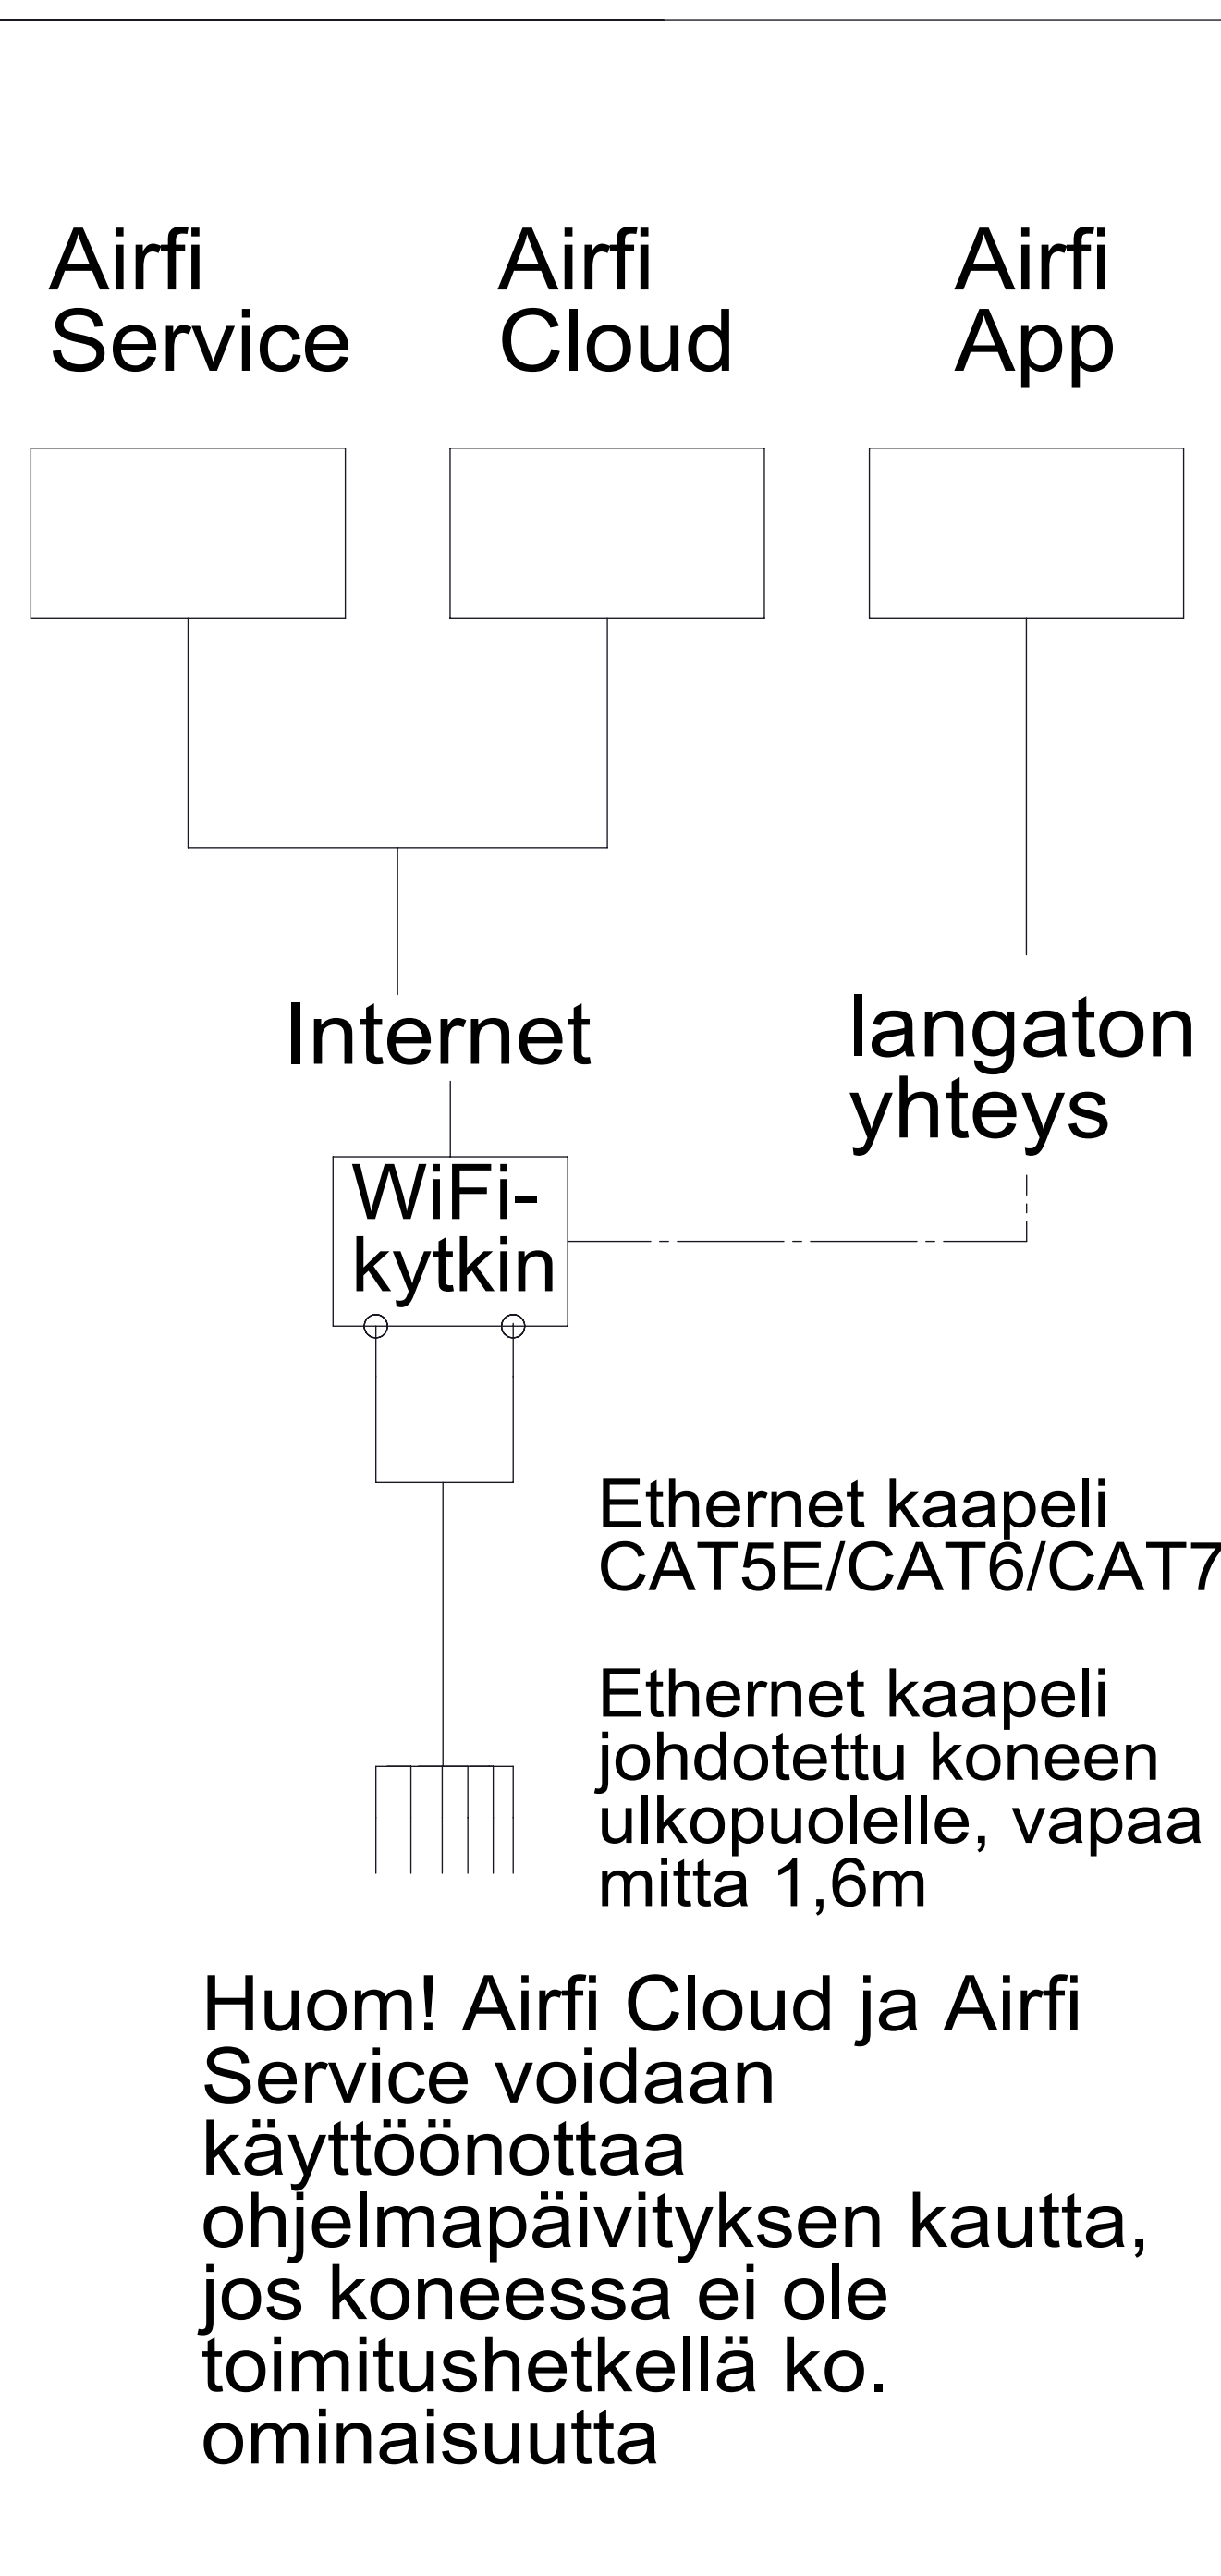 Airfi
Service
Airfi
Cloud
Airfi
App
Internet
langaton
yhteys
WiFi-
kytkin
Ethernet kaapeli
CAT5E/CAT6/CAT7
Ethernet kaapeli
johdotettu koneen
ulkopuolelle, vapaa
mitta 1,6m
Huom! Airfi Cloud ja Airfi
Service voidaan
käyttöönottaa
ohjelmapäivityksen kautta,
jos koneessa ei ole
toimitushetkellä ko.
ominaisuutta